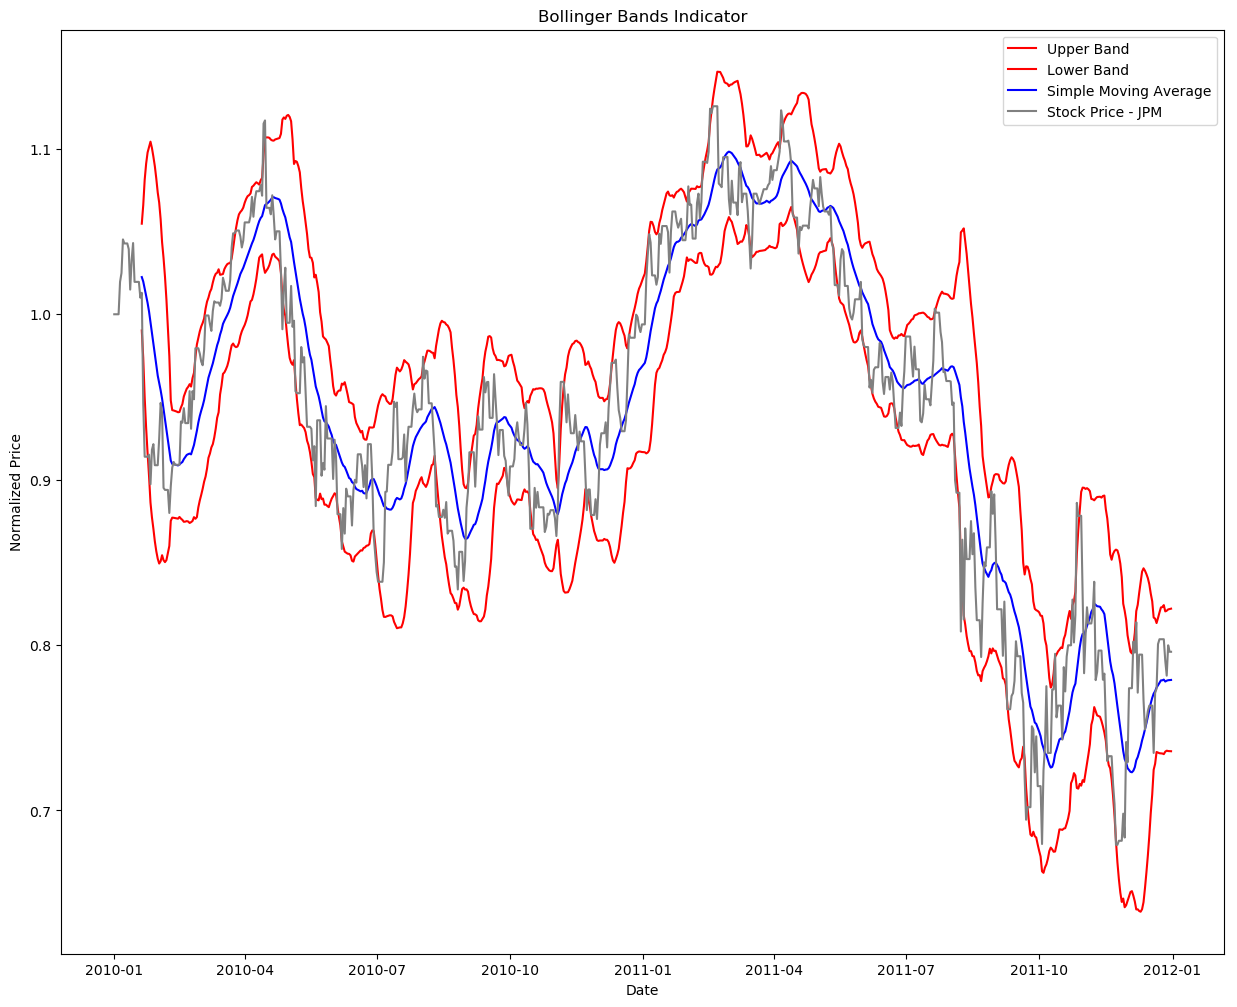 Bollinger Bands Indicator
Upper Band
Lower Band
Simple Moving Average
Stock Price - JPM
Normalized Price
1.1
1.0
0.9
0.8
0.7
2010-01 2010-04 2010-07 2010-10 2011-01 2011-04 2011-07 2011-10 2012-01
Date